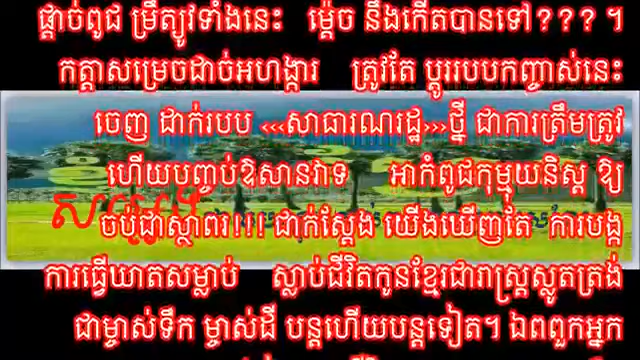 ផ្ដាច់ពូជ ម្រឹត្យូវទាំងនេះ ម្ដ៉េច នឹងកើតបានទៅ??? ។
កត្តាសម្រេចដាច់អហង្ការ ត្រូវតែ ប្ដូររបបកញ្ចាស់នេះ
ចេញ ដាក់របប ‹‹‹សាធារណរដ្ឋ›››ថ្មី ជាការត្រឹមត្រូវ
ហើយបញ្ចប់ឱ្យសានវាទ អាកំពូជកុម្មុយនិស្ត ឱ្យ
ចប់ជាស្ថាពរ!!! ជាក់ស្ដែង យើងឃើញតែ ការបង្ក
ការធ្វើឃាតសម្លាប់ ស្លាប់ជីវិតកូនខ្មែរជារាស្ត្រស្លូតត្រង់
ជាម្ចាស់ទឹក ម្ចាស់ដី បន្តហើយបន្តទៀត។ ឯពពួកអ្នក